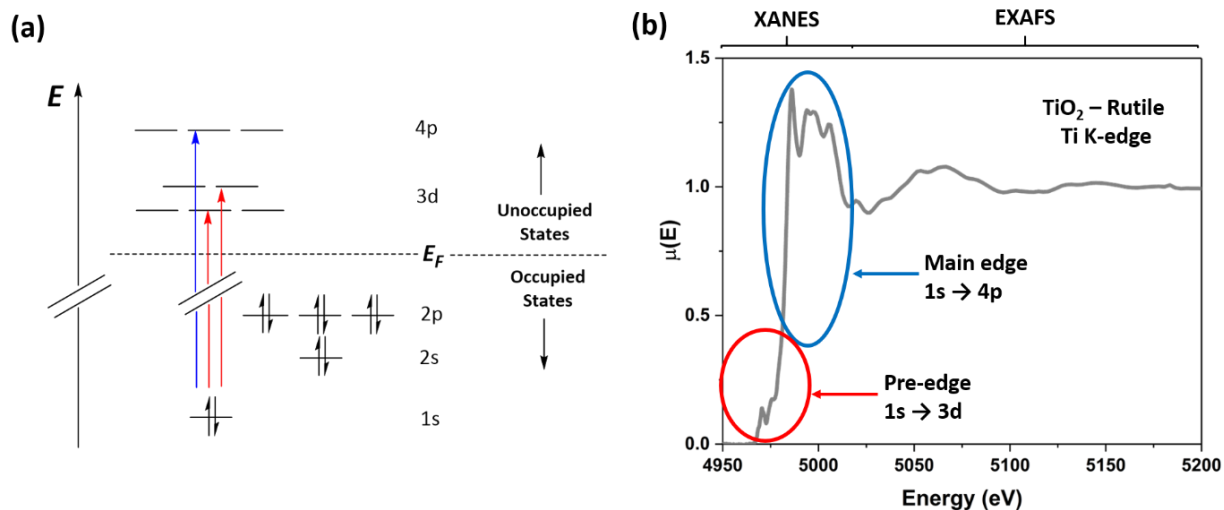 (a)
E
4p
3d
Unoccupied
States
E_F
Occupied
States
2p
2s
1s
(b)
XANES
EXAFS
1.5
1.0
0.5
0.0
μ(E)
TiO₂ – Rutile
Ti K-edge
Main edge
1s → 4p
Pre-edge
1s → 3d
4950
5000
5050
5100
5150
5200
Energy (eV)